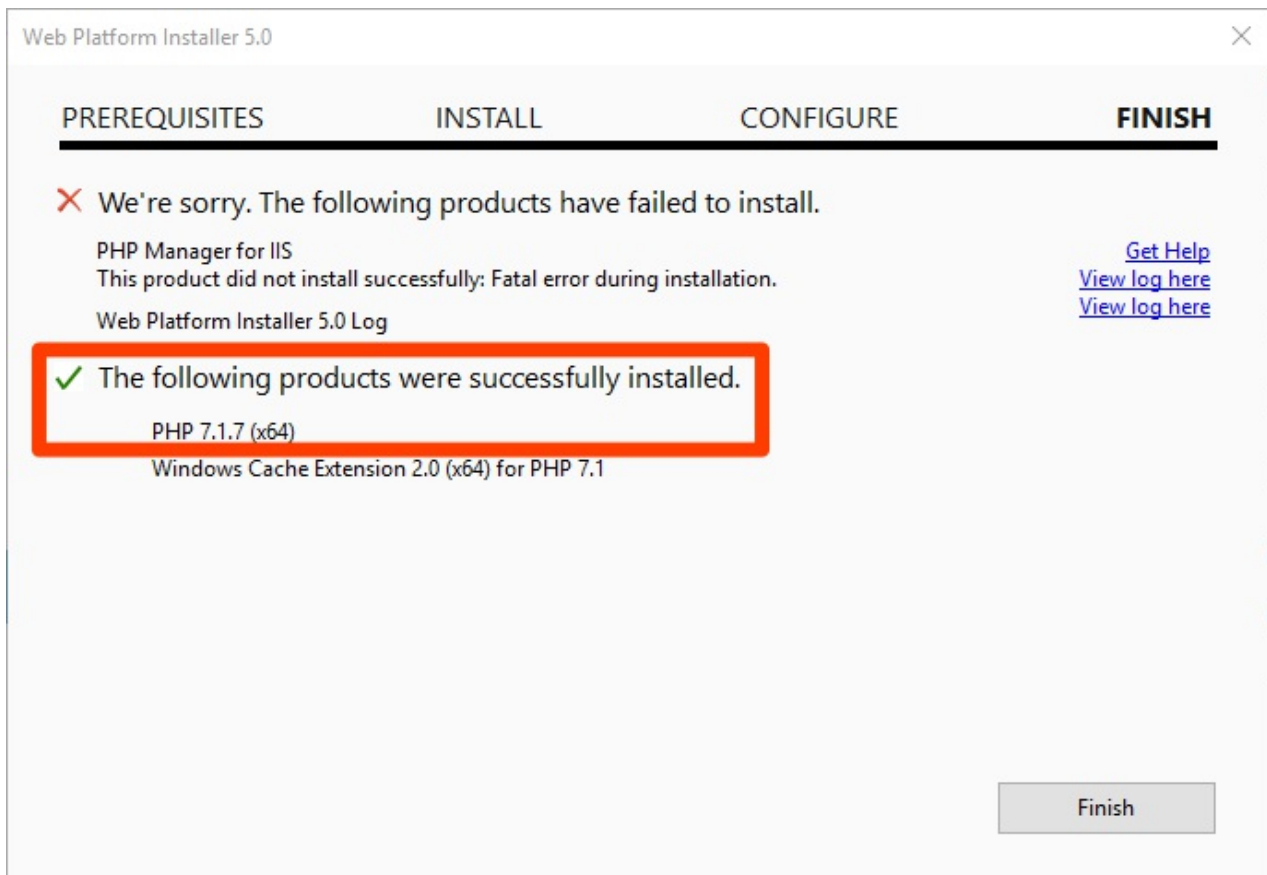 Web Platform Installer 5.0
PREREQUISITES INSTALL CONFIGURE FINISH
We're sorry. The following products have failed to install.
PHP Manager for IIS Get Help
This product did not install successfully: Fatal error during installation. View log here
Web Platform Installer 5.0 Log View log here
The following products were successfully installed.
PHP 7.1.7 (x64)
Windows Cache Extension 2.0 (x64) for PHP 7.1
Finish